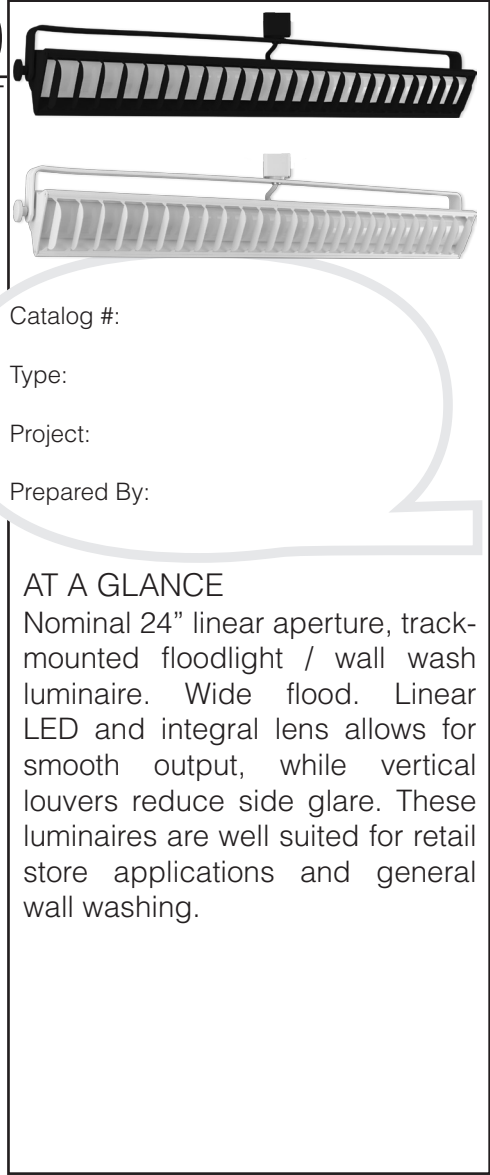 Catalog #:
Type:
Project:
Prepared By:
AT A GLANCE
Nominal 24” linear aperture, track-
mounted floodlight / wall wash
luminaire. Wide flood. Linear
LED and integral lens allows for
smooth output, while vertical
louvers reduce side glare. These
luminaires are well suited for retail
store applications and general
wall washing.